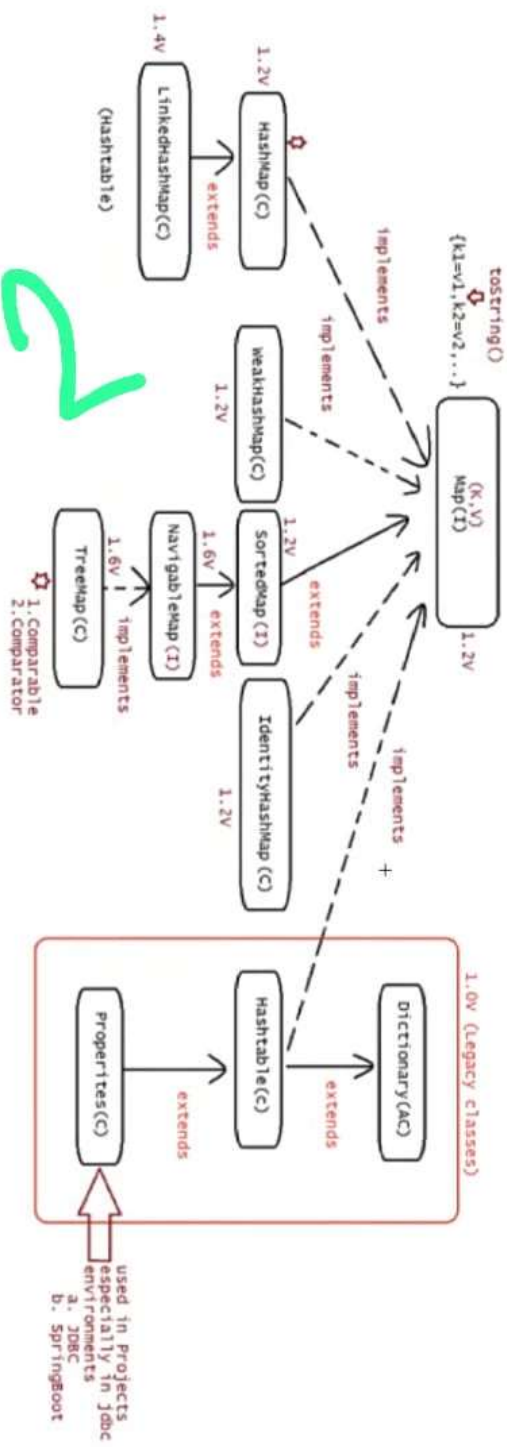 toString()
{k1=v1,k2=v2,..}
(K,V)
Map(I)
1.2V
1.0V (Legacy classes)
implements
implements
extends
implements
implements
+
Dictionary(AC)
extends
1.2V
HashMap(C)
WeakHashMap(C)
1.2V
1.2V
SortedMap(I)
IdentityHashMap(C)
1.2V
Hashtable(c)
extends
1.6V
extends
extends
1.4V
LinkedHashMap(C)
NavigableMap(I)
(Hashtable)
1.6V
implements
TreeMap(C)
1.Comparable
2.Comparator
Properites(C)
used in Projects
especially in jdbc
environments
a. JDBC
b. SpringBoot
2